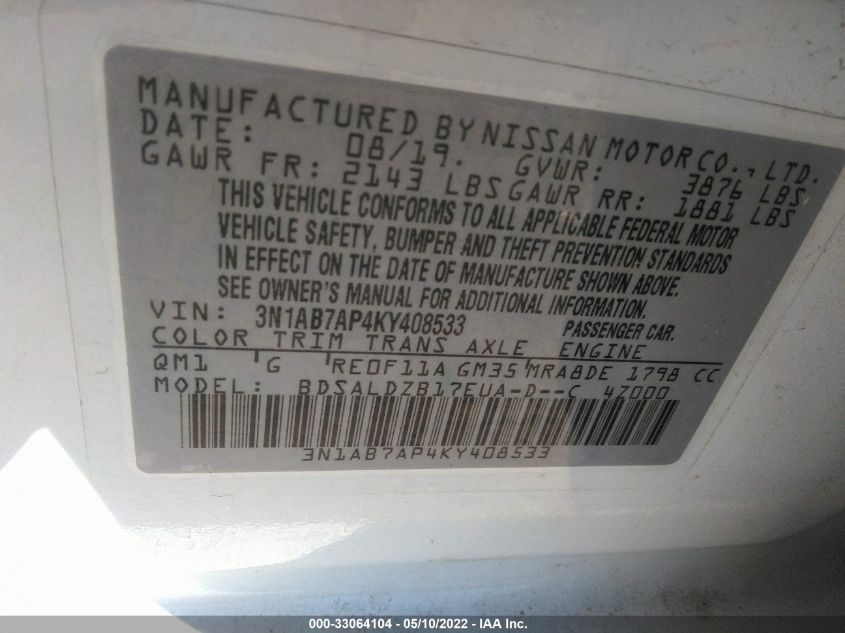 MANUFACTURED BY NISSAN MOTOR CO., LTD.
DATE: 08/19. GVWR: 3876 LBS
GAWR FR: 2143 LBS GAWR RR: 1881 LBS
THIS VEHICLE CONFORMS TO ALL APPLICABLE FEDERAL MOTOR
VEHICLE SAFETY, BUMPER AND THEFT PREVENTION STANDARDS
IN EFFECT ON THE DATE OF MANUFACTURE SHOWN ABOVE.
SEE OWNER'S MANUAL FOR ADDITIONAL INFORMATION.
VIN: 3N1AB7AP4KY408533 PASSENGER CAR.
COLOR TRIM TRANS AXLE ENGINE
QM1 G RE0F11A GM35 MRA8DE 1798 CC
MODEL: BDSALDZB17EUA-D--C 4Z000
3N1AB7AP4KY408533
000-33064104 - 05/10/2022 - IAA Inc.